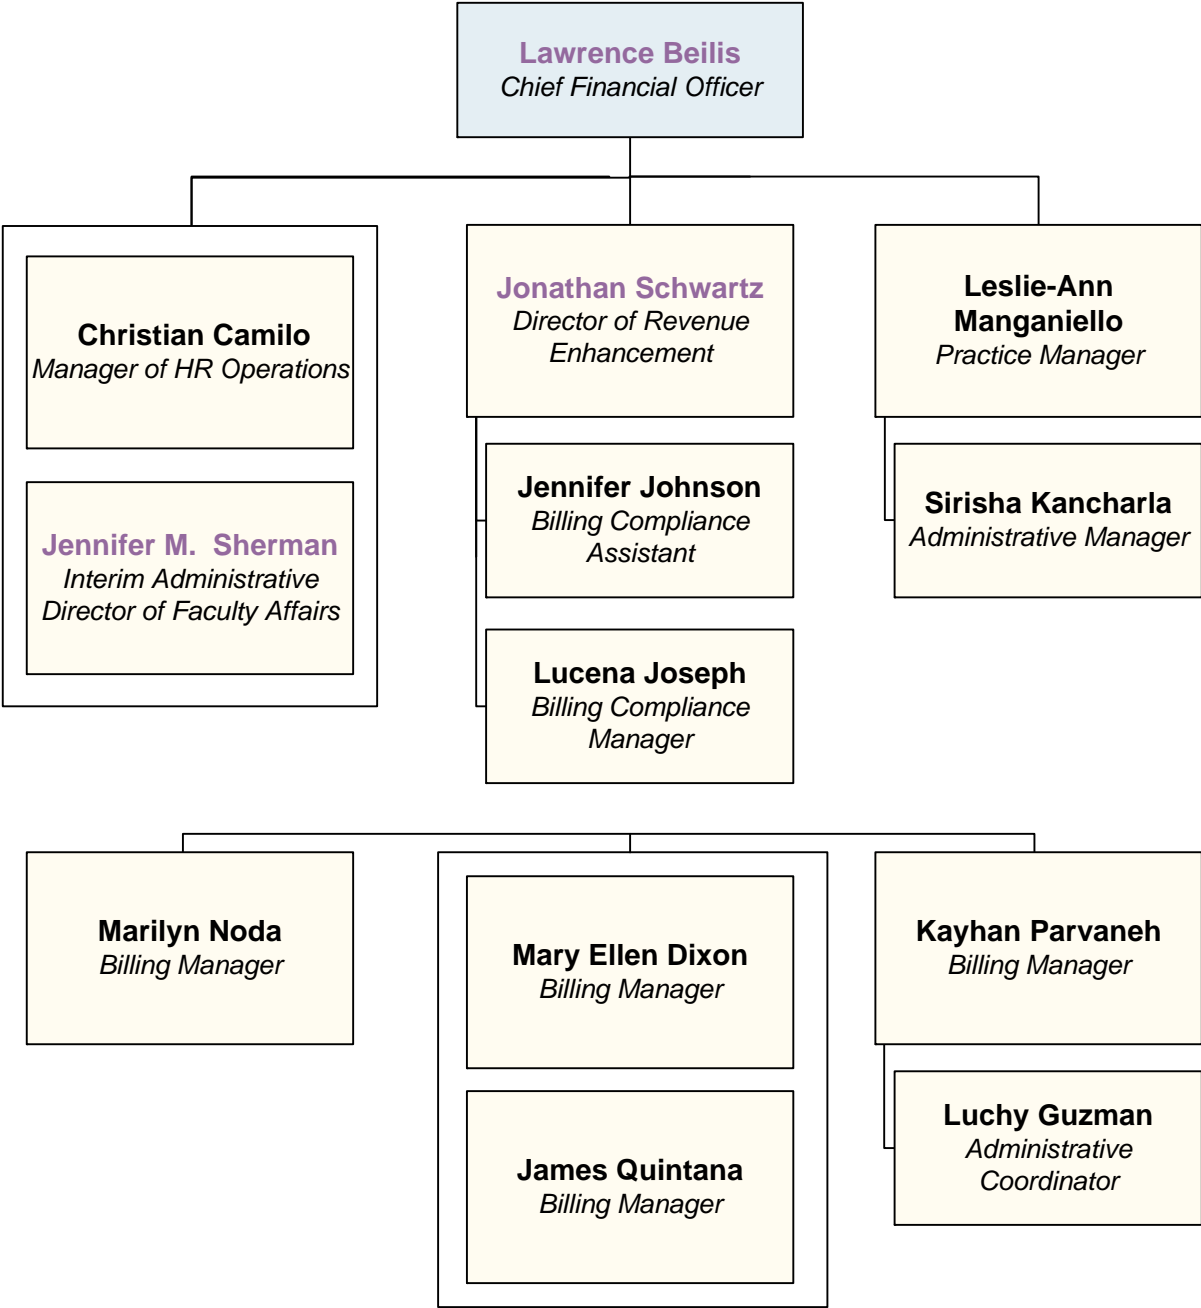 Lawrence Beilis
Chief Financial Officer
Christian Camilo
Manager of HR Operations
Jennifer M.  Sherman
Interim Administrative
Director of Faculty Affairs
Jonathan Schwartz
Director of Revenue
Enhancement
Jennifer Johnson
Billing Compliance
Assistant
Lucena Joseph
Billing Compliance
Manager
Leslie-Ann
Manganiello
Practice Manager
Sirisha Kancharla
Administrative Manager
Marilyn Noda
Billing Manager
Mary Ellen Dixon
Billing Manager
James Quintana
Billing Manager
Kayhan Parvaneh
Billing Manager
Luchy Guzman
Administrative
Coordinator